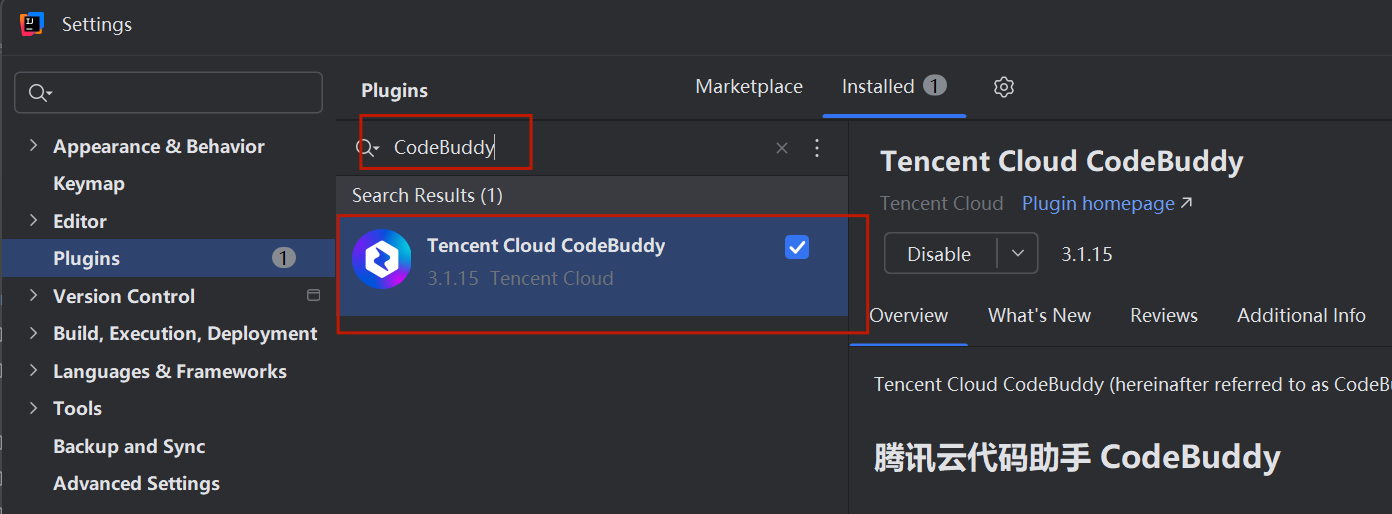 Settings
Appearance & Behavior
Keymap
Editor
Plugins 1
Version Control
Build, Execution, Deployment
Languages & Frameworks
Tools
Backup and Sync
Advanced Settings
Plugins
Marketplace
Installed 1
CodeBuddy
Search Results (1)
Tencent Cloud CodeBuddy
3.1.15 Tencent Cloud
Tencent Cloud CodeBuddy
Tencent Cloud Plugin homepage ↗
Disable 3.1.15
Overview What's New Reviews Additional Info
Tencent Cloud CodeBuddy (hereinafter referred to as CodeBu
腾讯云代码助手 CodeBuddy